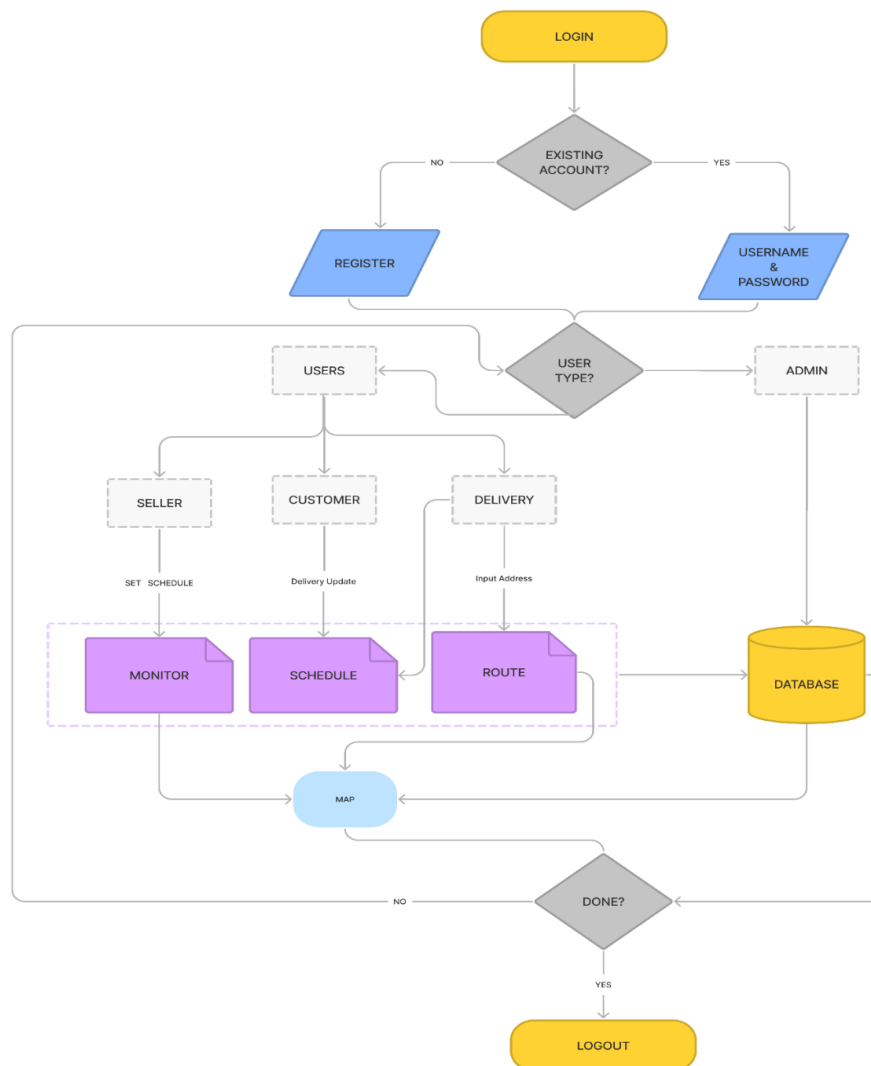 LOGIN
EXISTING
ACCOUNT?
NO
YES
REGISTER
USERNAME
&
PASSWORD
USER
TYPE?
USERS
ADMIN
SELLER
CUSTOMER
DELIVERY
SET SCHEDULE
Delivery Update
Input Address
MONITOR
SCHEDULE
ROUTE
DATABASE
MAP
DONE?
NO
YES
LOGOUT